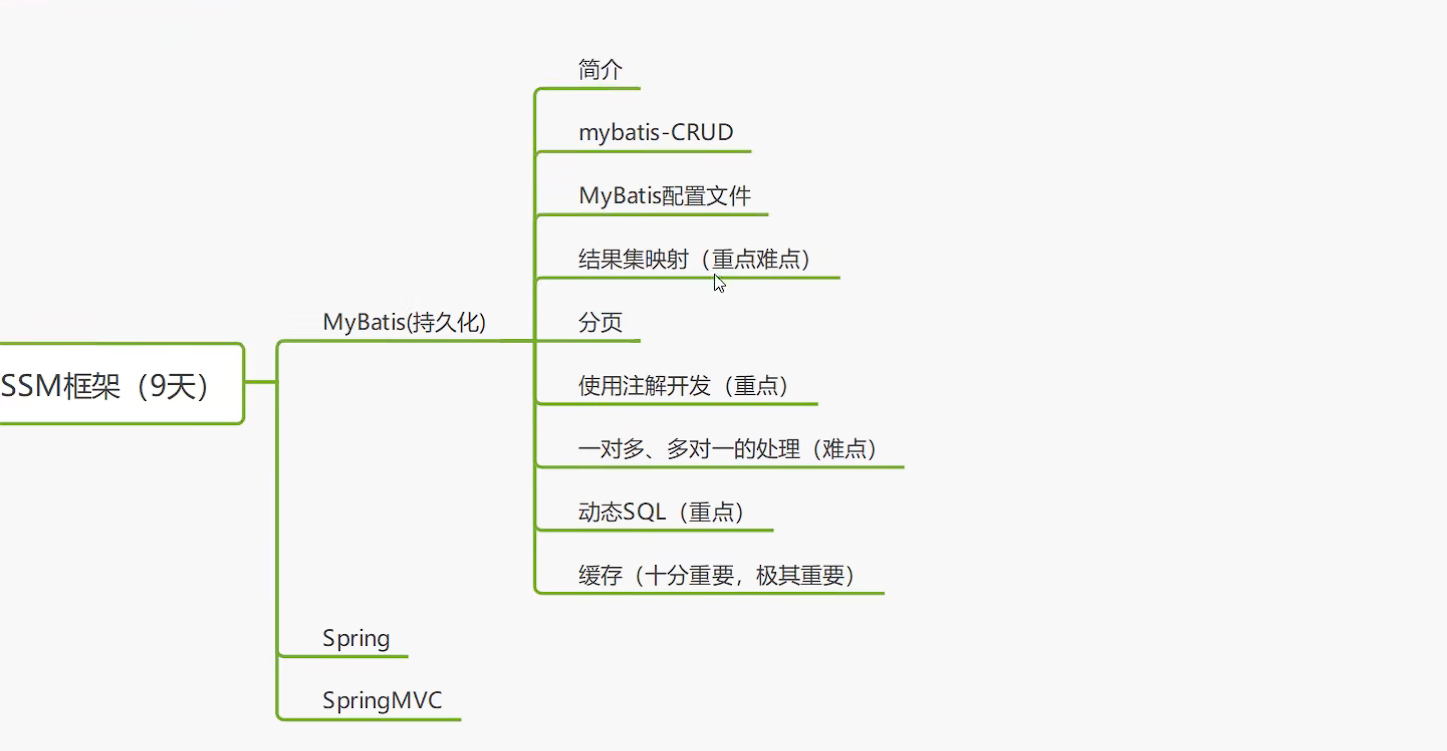 简介
mybatis-CRUD
MyBatis配置文件
结果集映射（重点难点）
MyBatis(持久化)
分页
SSM框架（9天）
使用注解开发（重点）
一对多、多对一的处理（难点）
动态SQL（重点）
缓存（十分重要，极其重要）
Spring
SpringMVC